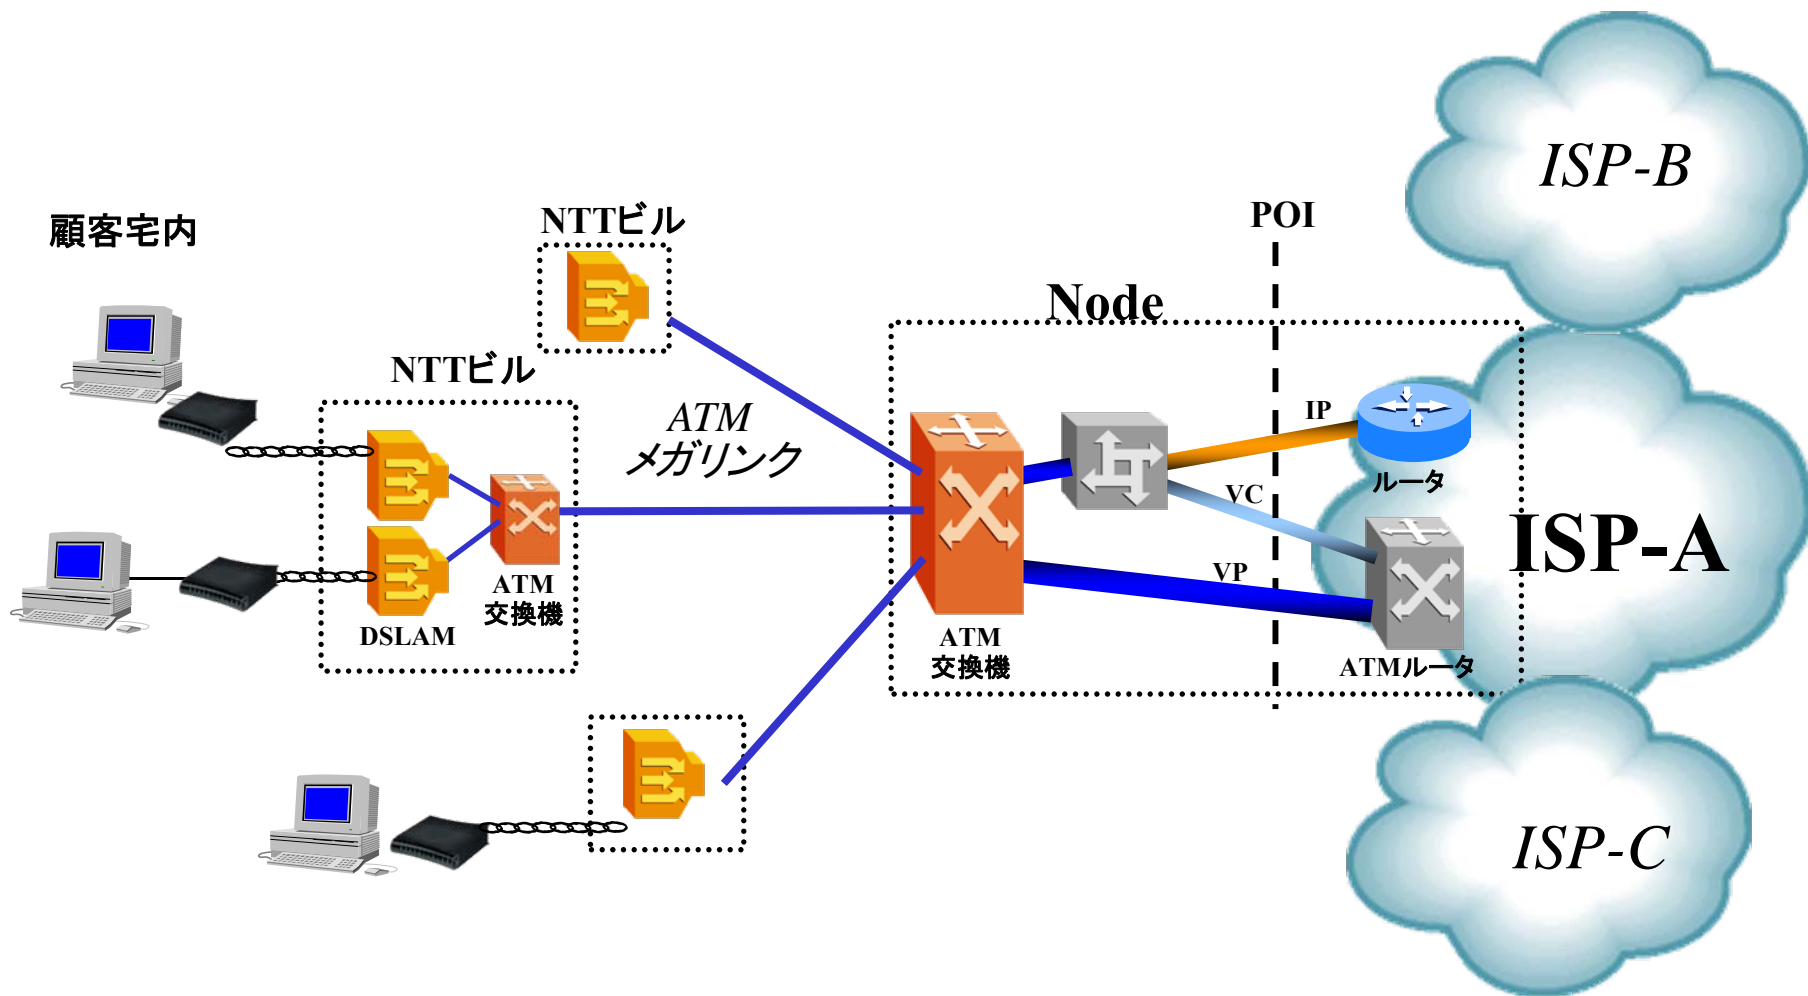 ISP-B
NTTビル
POI
顧客宅内
Node
NTTビル
ATM
メガリンク
IP
ルータ
VC
ISP-A
VP
ATM
交換機
DSLAM
ATM
交換機
ATMルータ
ISP-C